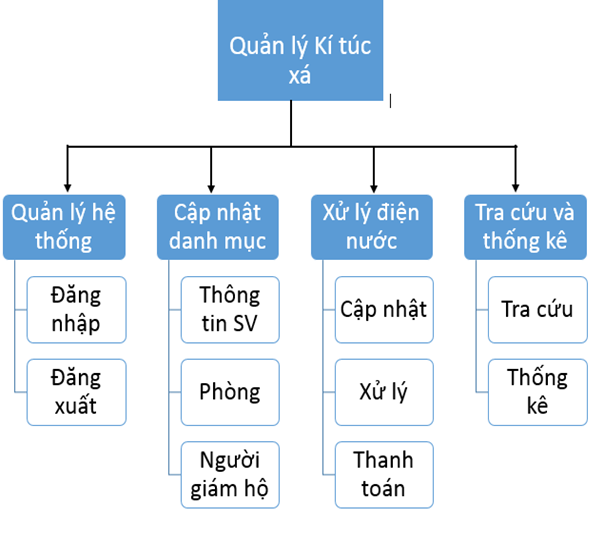 Quản lý Kí túc
xá
Quản lý hệ
thống
Đăng
nhập
Đăng
xuất
Cập nhật
danh mục
Thông
tin SV
Phòng
Người
giám hộ
Xử lý điện
nước
Cập nhật
Xử lý
Thanh
toán
Tra cứu và
thống kê
Tra cứu
Thống
kê